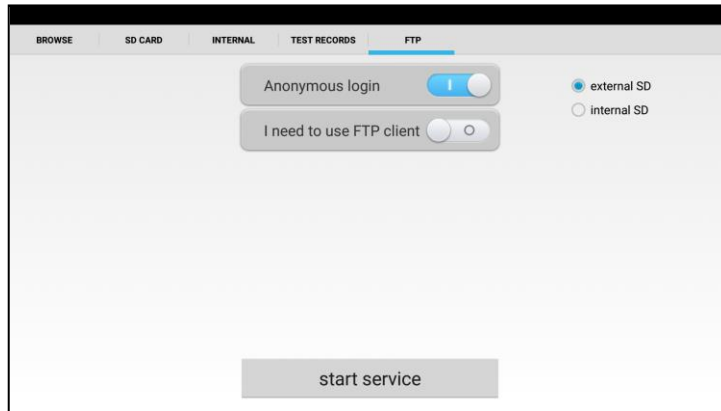 BROWSE SD CARD INTERNAL TEST RECORDS FTP
Anonymous login
external SD
internal SD
I need to use FTP client
start service